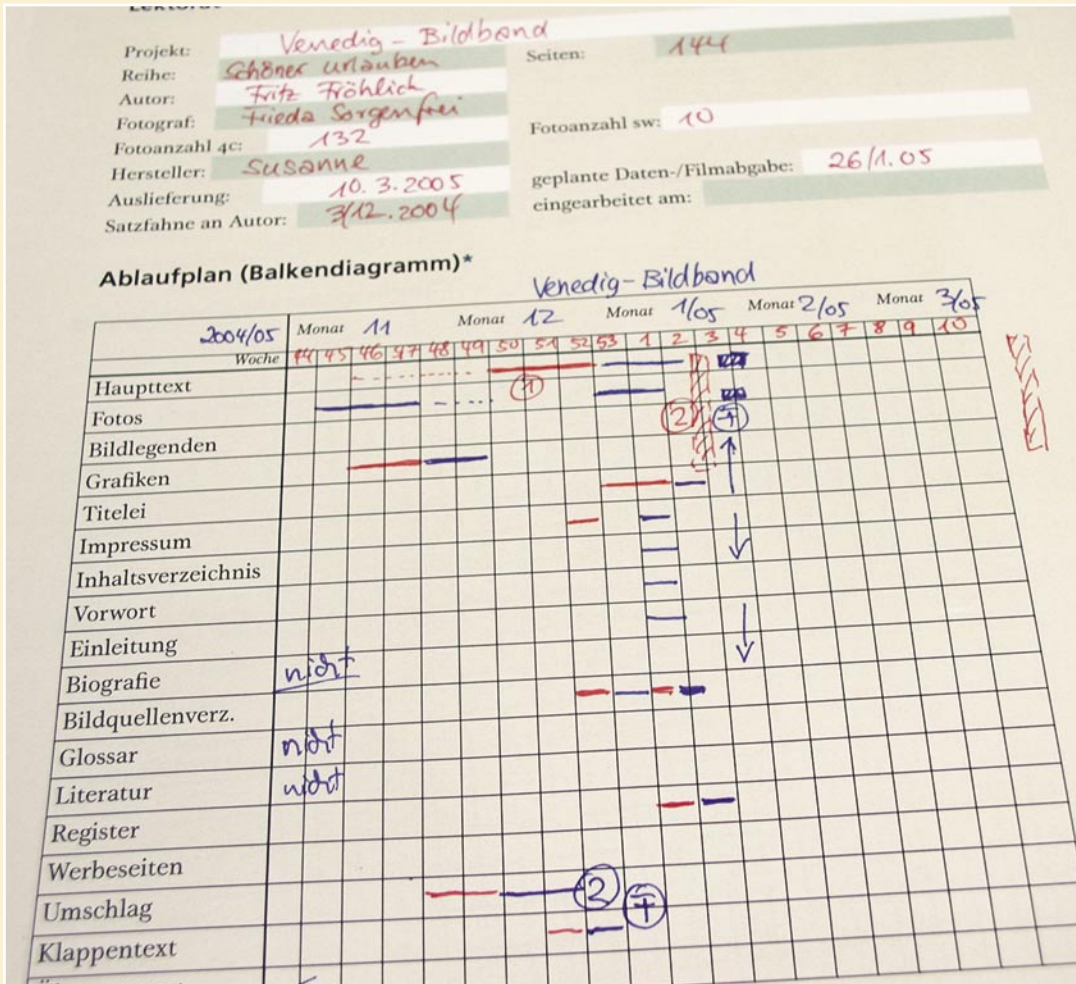 Projekt: Venedig – Bildband
Reihe: Schöner Urlauben Seiten: 144
Autor: Fritz Fröhlich
Fotograf: Frieda Sorgenfrei
Fotoanzahl 4c: 132 Fotoanzahl sw: 10
Hersteller: Susanne
Auslieferung: 10.3.2005 geplante Daten-/Filmabgabe: 26/1.05
Satzfahne an Autor: 3/12.2004 eingearbeitet am:
Ablaufplan (Balkendiagramm)*
Venedig – Bildband
2004/05 Monat 11 Monat 12 Monat 1/05 Monat 2/05 Monat 3/05
Woche 44 45 46 47 48 49 50 51 52 53 1 2 3 4 5 6 7 8 9 10
Haupttext 1
Fotos 2
Bildlegenden
Grafiken
Titelei
Impressum
Inhaltsverzeichnis
Vorwort
Einleitung
Biografie nicht
Bildquellenverz.
Glossar nicht
Literatur nicht
Register
Werbeseiten
Umschlag 2
Klappentext